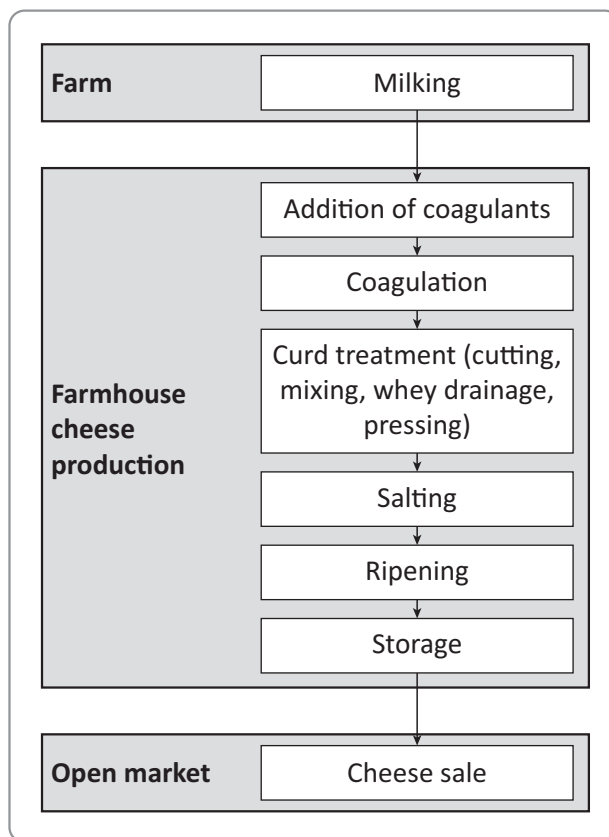 Farm
Milking
Farmhouse
cheese
production
Addition of coagulants
Coagulation
Curd treatment (cutting,
mixing, whey drainage,
pressing)
Salting
Ripening
Storage
Open market
Cheese sale